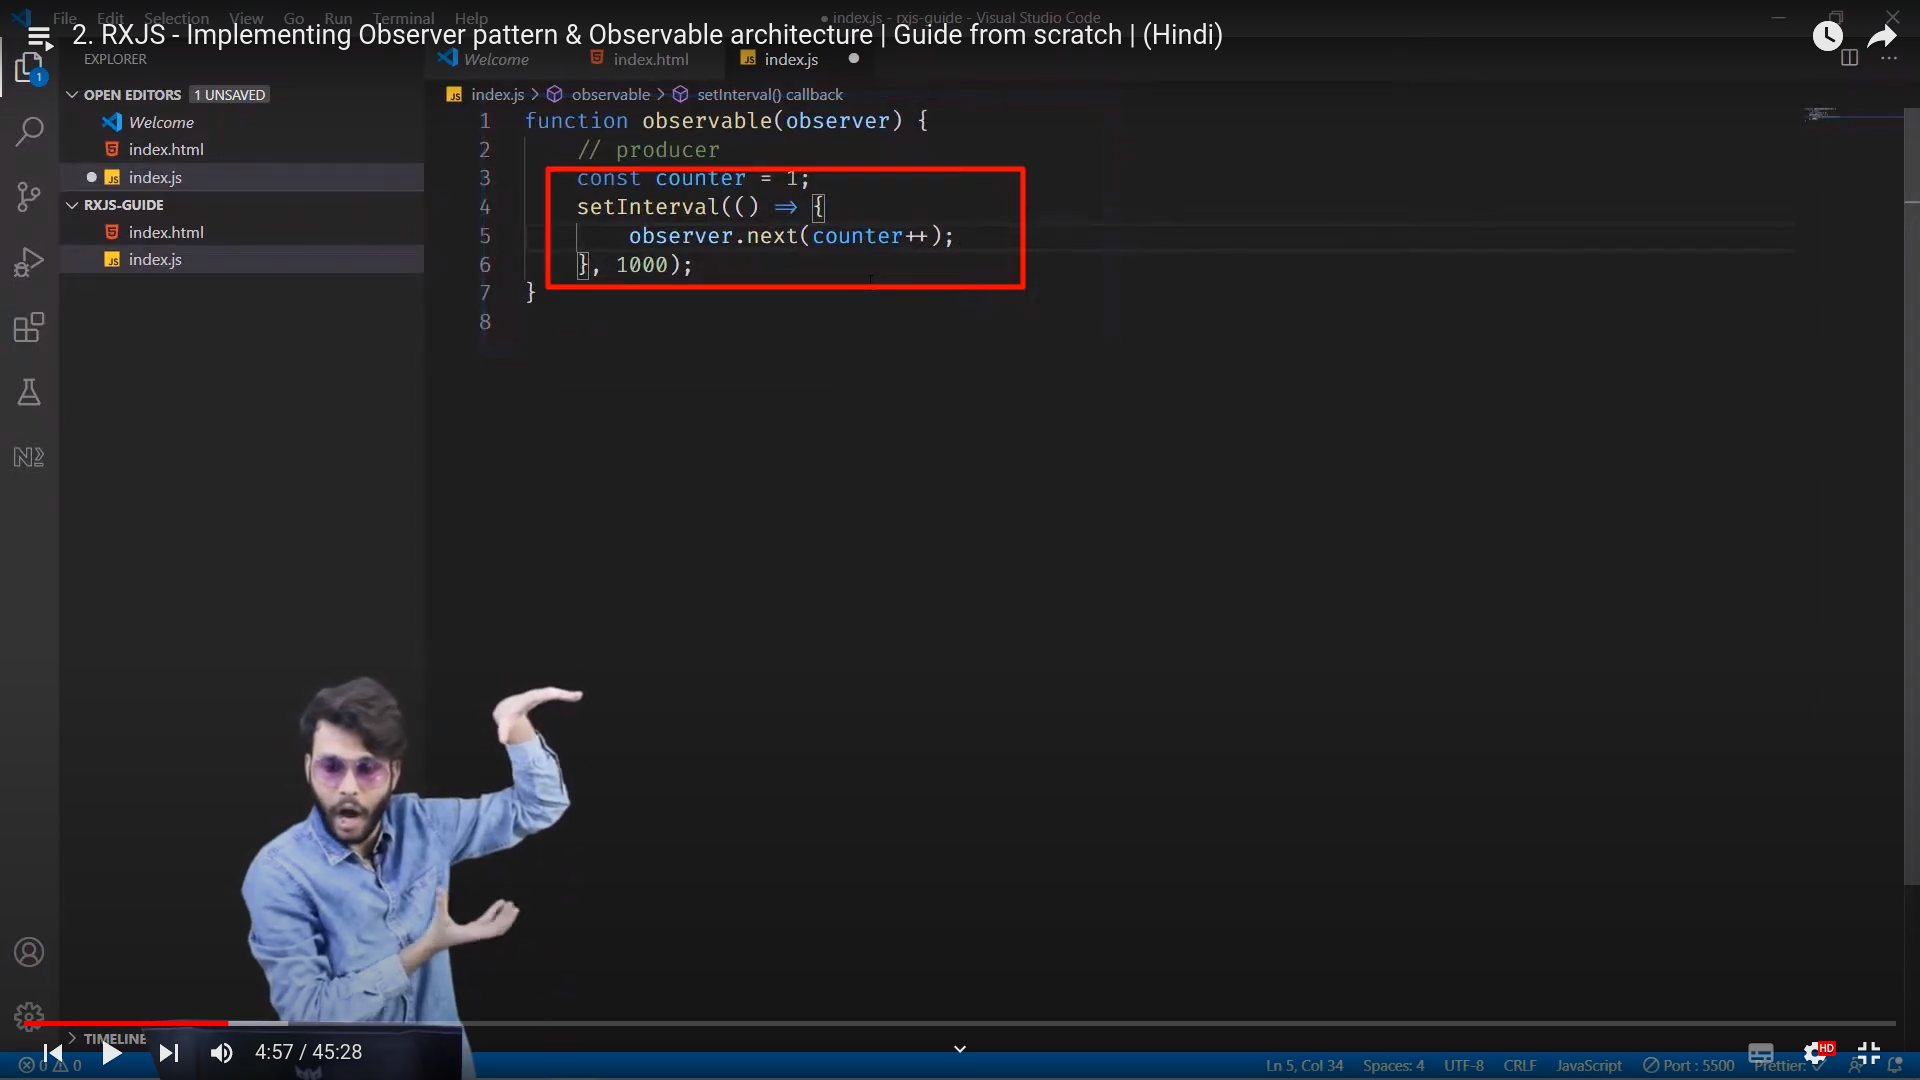 File Edit Selection View Go Run Terminal Help
● index.js - rxjs-guide - Visual Studio Code
2. RXJS - Implementing Observer pattern & Observable architecture | Guide from scratch | (Hindi)
EXPLORER
Welcome index.html index.js
1
OPEN EDITORS 1 UNSAVED
Welcome
index.html
index.js
RXJS-GUIDE
index.html
index.js
index.js > observable > setInterval() callback
1 function observable(observer) {
2 // producer
3 const counter = 1;
4 setInterval(() => {
5 observer.next(counter++);
6 }, 1000);
7 }
8
TIMELINE
4:57 / 45:28
HD
0 0
Ln 5, Col 34 Spaces: 4 UTF-8 CRLF JavaScript Port : 5500 Prettier: ✓